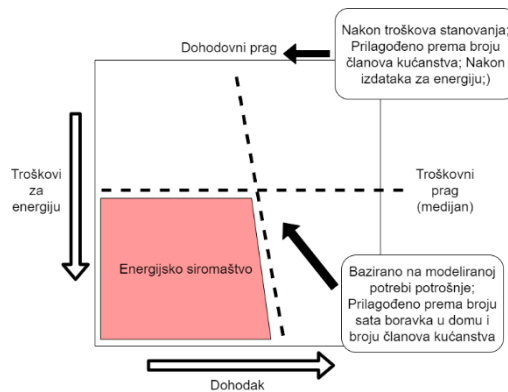 Dohodovni prag
Nakon troškova stanovanja;
Prilagođeno prema broju
članova kućanstva; Nakon
izdataka za energiju;)
Troškovi
za
energiju
Troškovni
prag
(medijan)
Energijsko siromaštvo
Bazirano na modeliranoj
potrebi potrošnje;
Prilagođeno prema broju
sata boravka u domu i
broju članova kućanstva
Dohodak